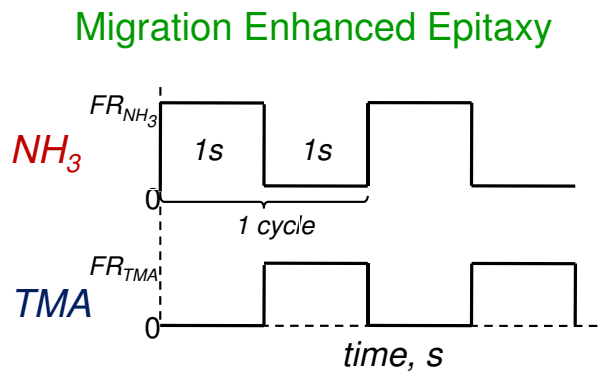 Migration Enhanced Epitaxy
FR_NH₃
NH₃
1s 1s
0
1 cycle
FR_TMA
TMA
0
time, s